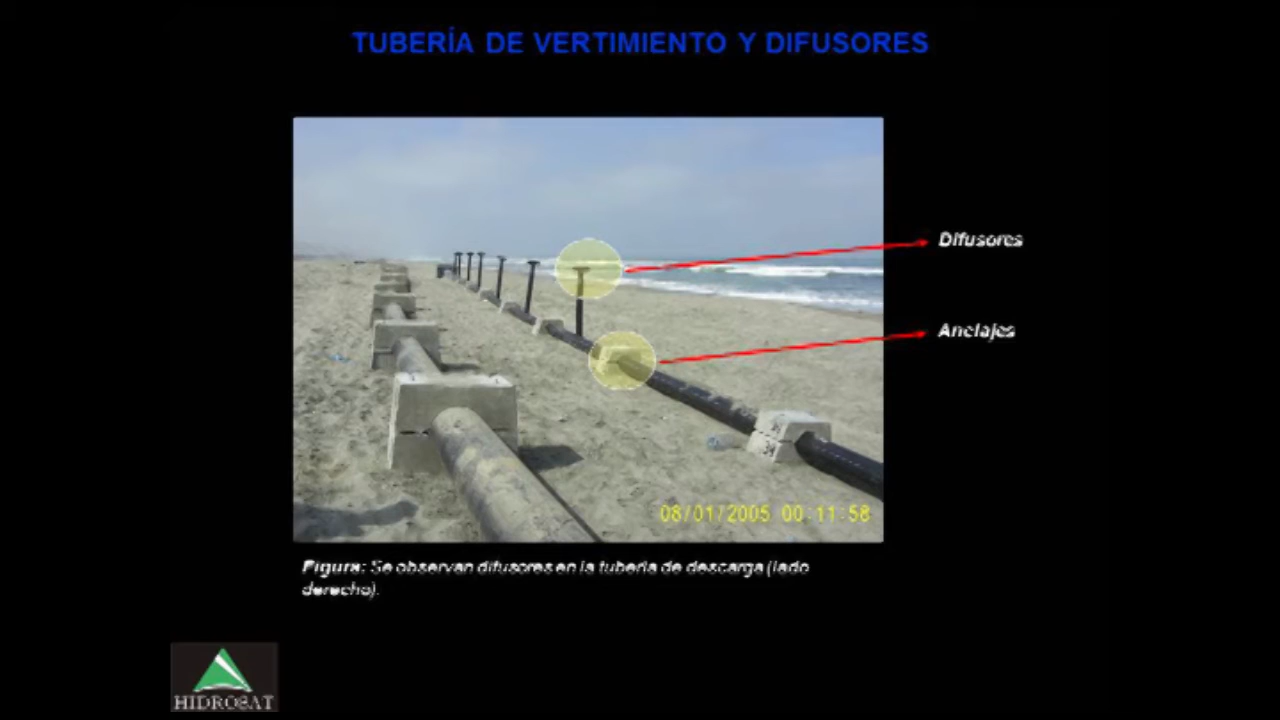 TUBERÍA DE VERTIMIENTO Y DIFUSORES
Difusores
Anclajes
34
08/01/2005 00:11:58
Figura: Se observan difusores en la tubería de descarga (lado
derecho).
HIDROSAT